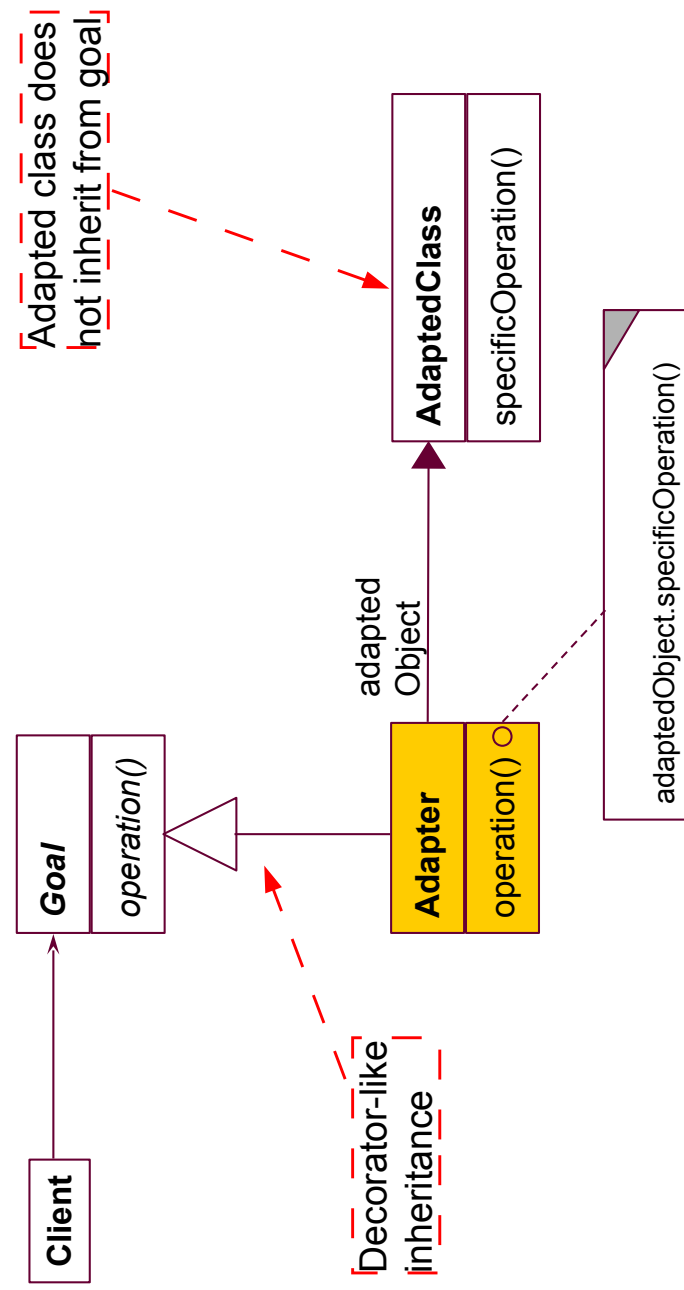 Client
Goal
operation()
Adapted class does
not inherit from goal
Decorator-like
inheritance
Adapter
operation()
adapted
Object
AdaptedClass
specificOperation()
adaptedObject.specificOperation()